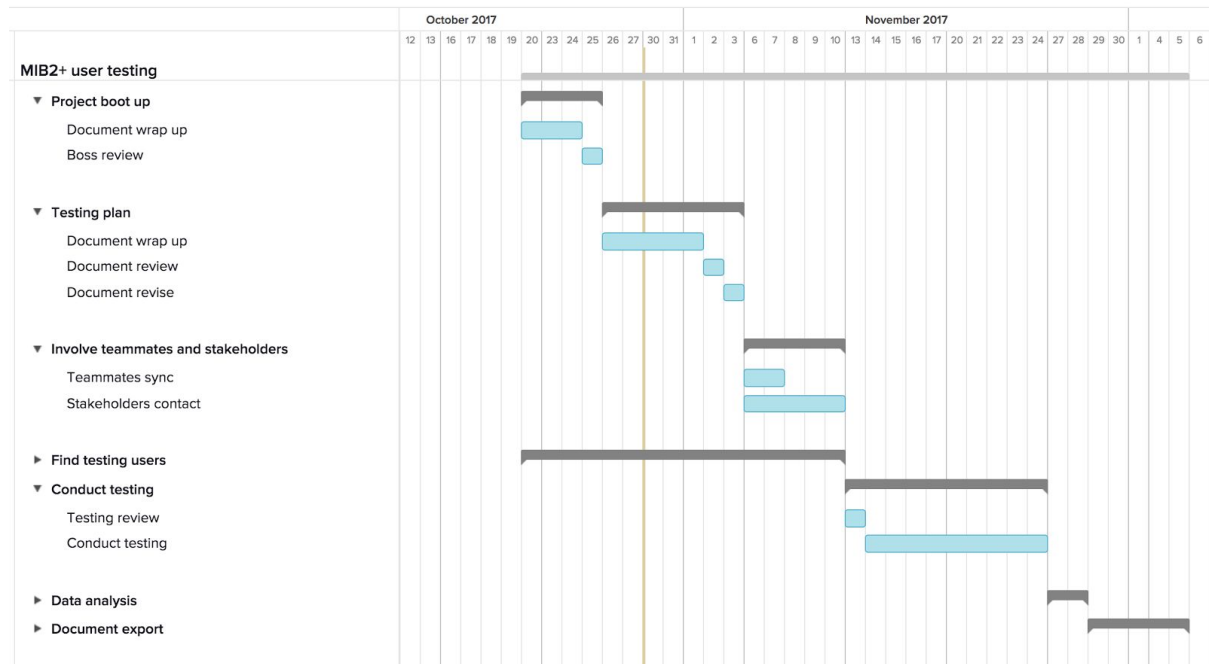 October 2017 November 2017
12 13 16 17 18 19 20 23 24 25 26 27 30 31 1 2 3 6 7 8 9 10 13 14 15 16 17 20 21 22 23 24 27 28 29 30 1 4 5 6
MIB2+ user testing
Project boot up
Document wrap up
Boss review
Testing plan
Document wrap up
Document review
Document revise
Involve teammates and stakeholders
Teammates sync
Stakeholders contact
Find testing users
Conduct testing
Testing review
Conduct testing
Data analysis
Document export